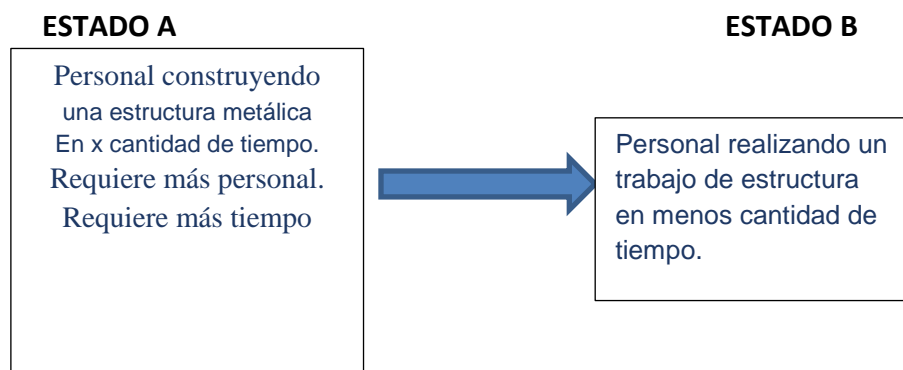 ESTADO A
ESTADO B
Personal construyendo
una estructura metálica
En x cantidad de tiempo.
Requiere más personal.
Requiere más tiempo
Personal realizando un
trabajo de estructura
en menos cantidad de
tiempo.